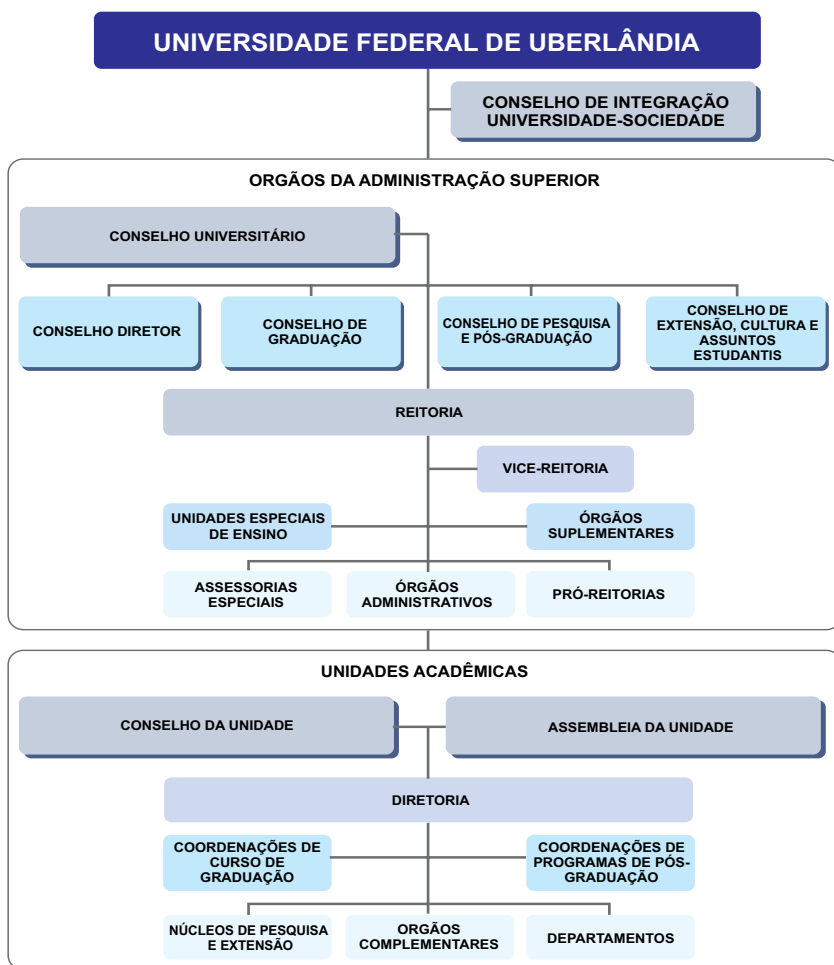 UNIVERSIDADE FEDERAL DE UBERLÂNDIA
CONSELHO DE INTEGRAÇÃO
UNIVERSIDADE-SOCIEDADE
ORGÃOS DA ADMINISTRAÇÃO SUPERIOR
CONSELHO UNIVERSITÁRIO
CONSELHO DIRETOR
CONSELHO DE
GRADUAÇÃO
CONSELHO DE PESQUISA
E PÓS-GRADUAÇÃO
CONSELHO DE
EXTENSÃO, CULTURA E
ASSUNTOS
ESTUDANTIS
REITORIA
VICE-REITORIA
UNIDADES ESPECIAIS
DE ENSINO
ÓRGÃOS
SUPLEMENTARES
ASSESSORIAS
ESPECIAIS
ÓRGÃOS
ADMINISTRATIVOS
PRÓ-REITORIAS
UNIDADES ACADÊMICAS
CONSELHO DA UNIDADE
ASSEMBLEIA DA UNIDADE
DIRETORIA
COORDENAÇÕES DE
CURSO DE
GRADUAÇÃO
COORDENAÇÕES DE
PROGRAMAS DE PÓS-
GRADUAÇÃO
NÚCLEOS DE PESQUISA
E EXTENSÃO
ORGÃOS
COMPLEMENTARES
DEPARTAMENTOS